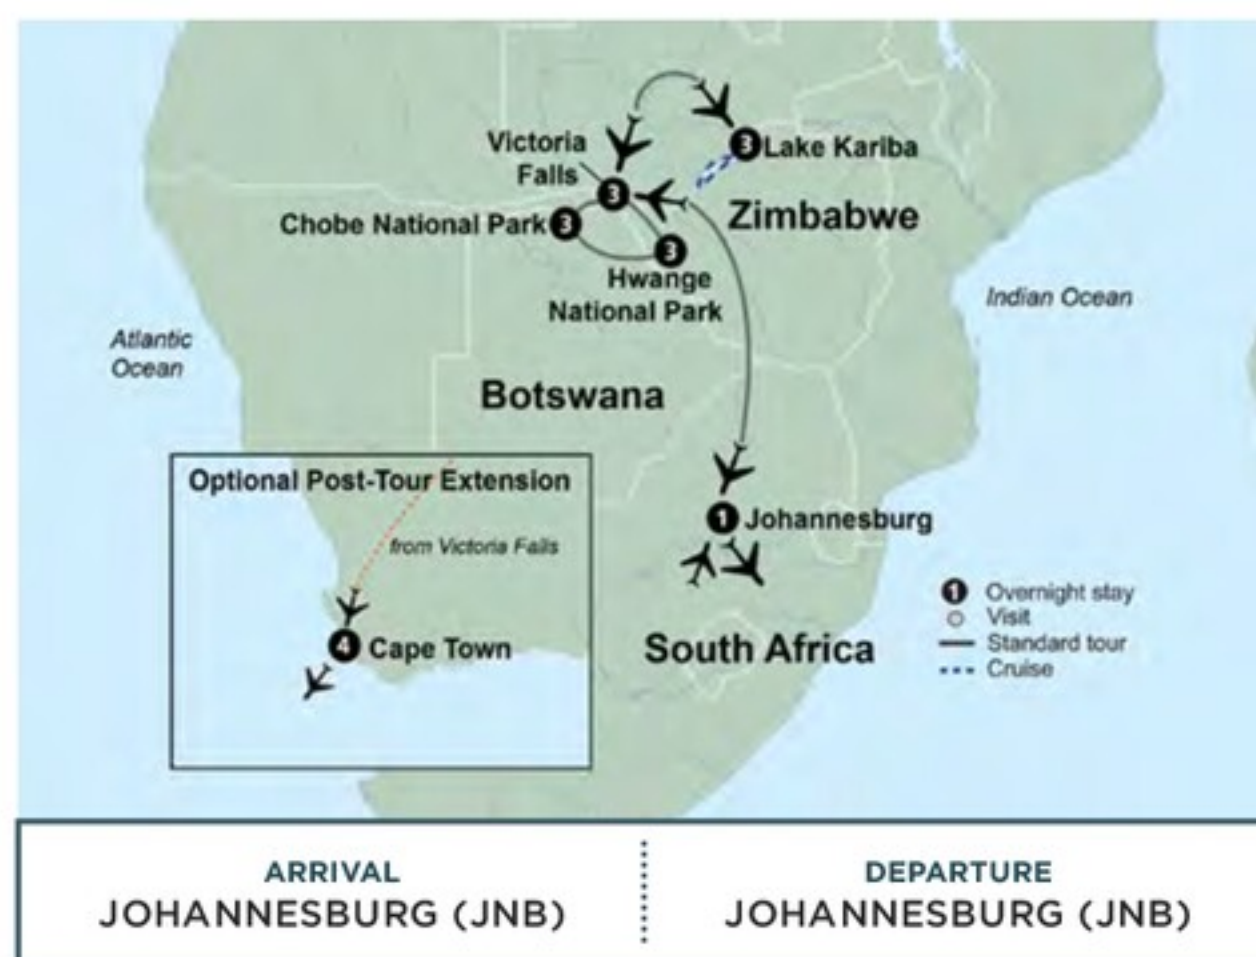 Victoria
Falls
3
Lake Kariba
3
Chobe National Park
3
Zimbabwe
3
Hwange
National Park
Indian Ocean
Atlantic
Ocean
Botswana
Optional Post-Tour Extension
from Victoria Falls
1
Johannesburg
4
Cape Town
South Africa
1
Overnight stay
Visit
Standard tour
Cruise
ARRIVAL
JOHANNESBURG (JNB)
DEPARTURE
JOHANNESBURG (JNB)